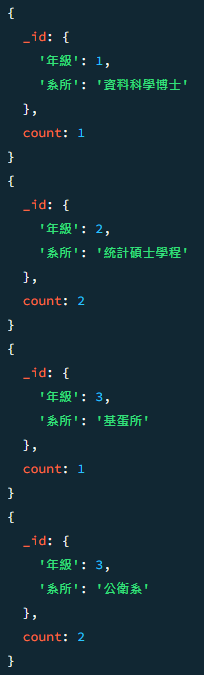 {
  _id: {
    '年級': 1,
    '系所': '資料科學博士'
  },
  count: 1
}
{
  _id: {
    '年級': 2,
    '系所': '統計碩士學程'
  },
  count: 2
}
{
  _id: {
    '年級': 3,
    '系所': '基蛋所'
  },
  count: 1
}
{
  _id: {
    '年級': 3,
    '系所': '公衛系'
  },
  count: 2
}